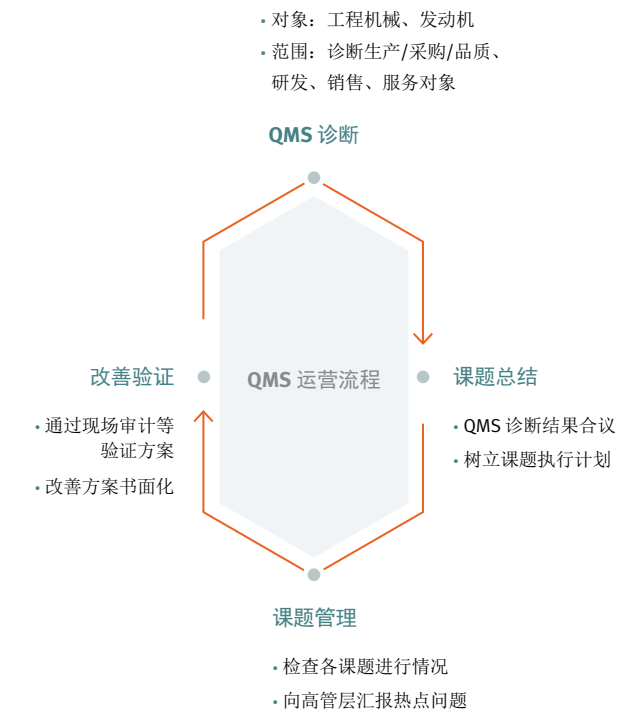 • 对象：工程机械、发动机
• 范围：诊断生产/采购/品质、
研发、销售、服务对象
QMS 诊断
改善验证
• 通过现场审计等
验证方案
• 改善方案书面化
QMS 运营流程
课题总结
• QMS 诊断结果合议
• 树立课题执行计划
课题管理
• 检查各课题进行情况
• 向高管层汇报热点问题